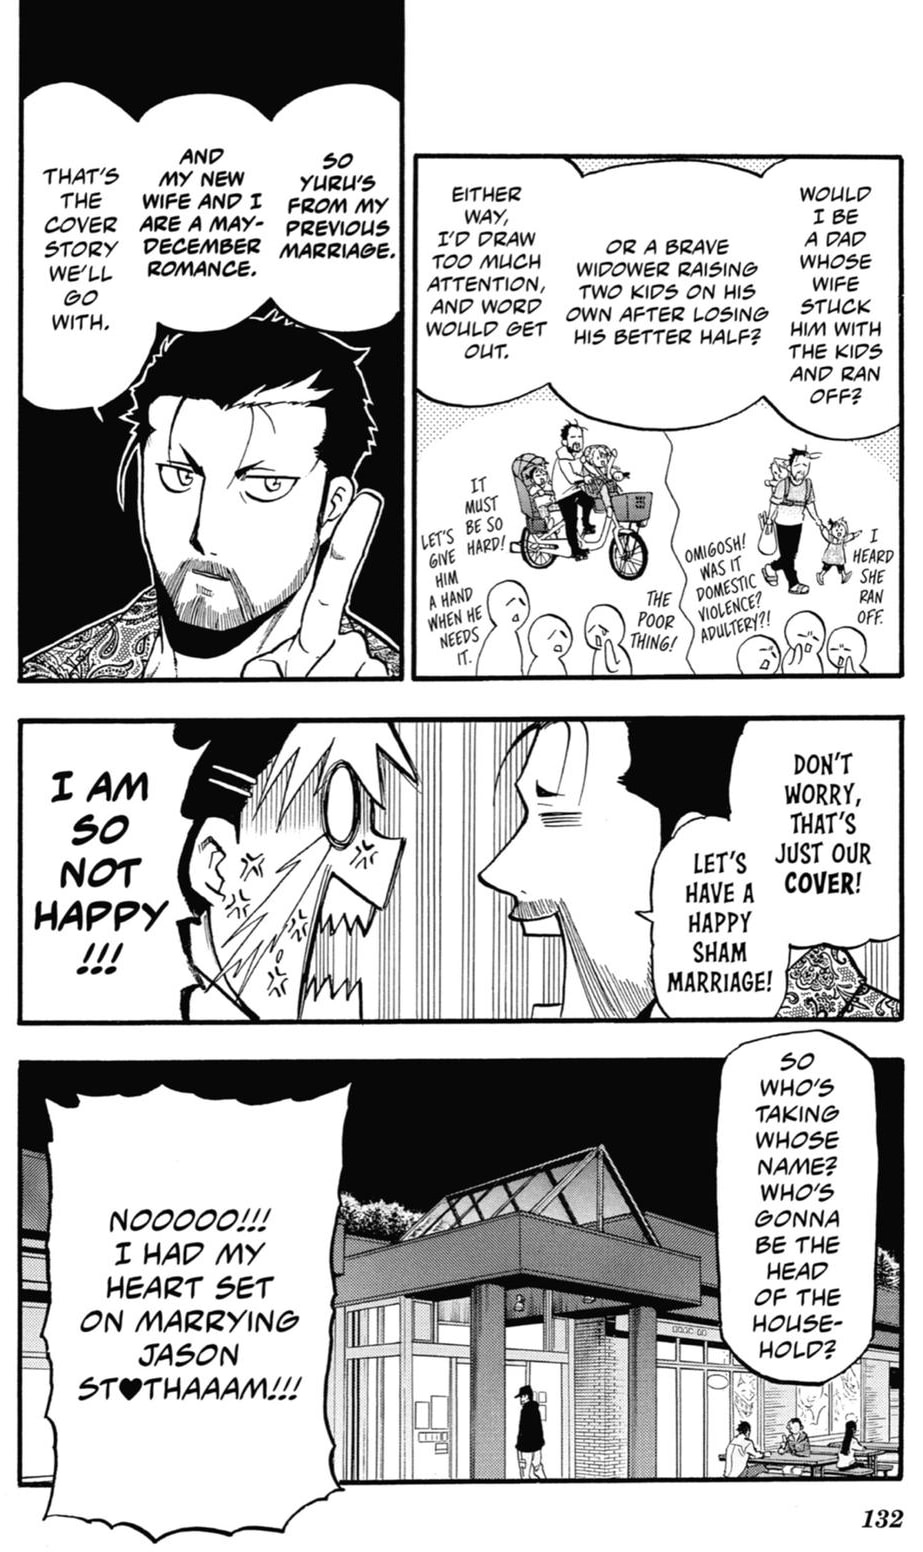 WOULD
I BE
A DAD
WHOSE
WIFE
STUCK
HIM WITH
THE KIDS
AND RAN
OFF?
OR A BRAVE
WIDOWER RAISING
TWO KIDS ON HIS
OWN AFTER LOSING
HIS BETTER HALF?
EITHER
WAY,
I'D DRAW
TOO MUCH
ATTENTION,
AND WORD
WOULD GET
OUT.
I
HEARD
SHE
RAN
OFF.
OMIGOSH!
WAS IT
DOMESTIC
VIOLENCE?
ADULTERY?!
THE
POOR
THING!
IT
MUST
BE SO
HARD!
LET'S
GIVE
HIM
A HAND
WHEN HE
NEEDS
IT.
SO
YURU'S
FROM MY
PREVIOUS
MARRIAGE.
AND
MY NEW
WIFE AND I
ARE A MAY-
DECEMBER
ROMANCE.
THAT'S
THE
COVER
STORY
WE'LL
GO
WITH.
DON'T
WORRY,
THAT'S
JUST OUR
COVER!
LET'S
HAVE A
HAPPY
SHAM
MARRIAGE!
I AM
SO
NOT
HAPPY
!!!
SO
WHO'S
TAKING
WHOSE
NAME?
WHO'S
GONNA
BE THE
HEAD
OF THE
HOUSE-
HOLD?
NOOOOO!!!
I HAD MY
HEART SET
ON MARRYING
JASON
ST♥THAAAM!!!
132